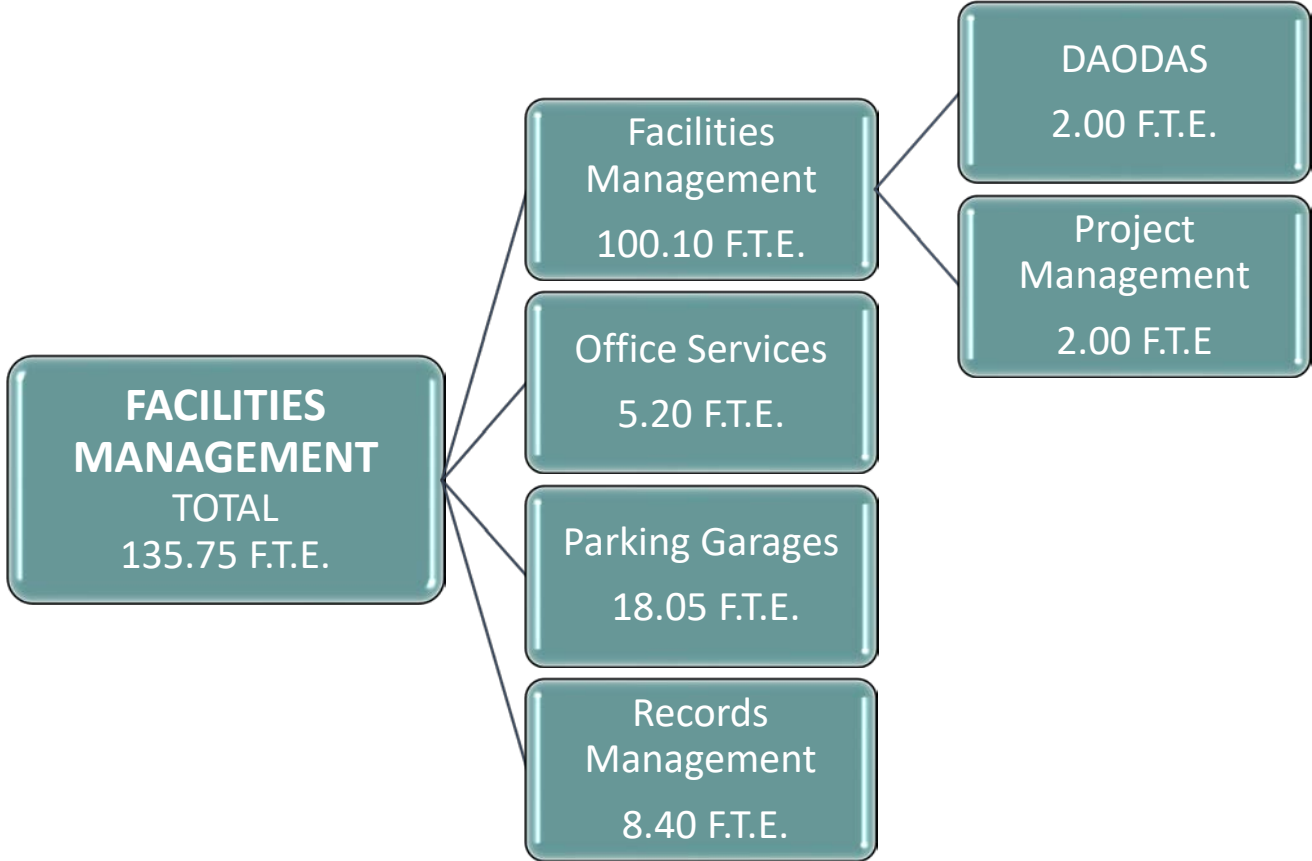 FACILITIES
MANAGEMENT
TOTAL
135.75 F.T.E.
Facilities
Management
100.10 F.T.E.
DAODAS
2.00 F.T.E.
Project
Management
2.00 F.T.E
Office Services
5.20 F.T.E.
Parking Garages
18.05 F.T.E.
Records
Management
8.40 F.T.E.